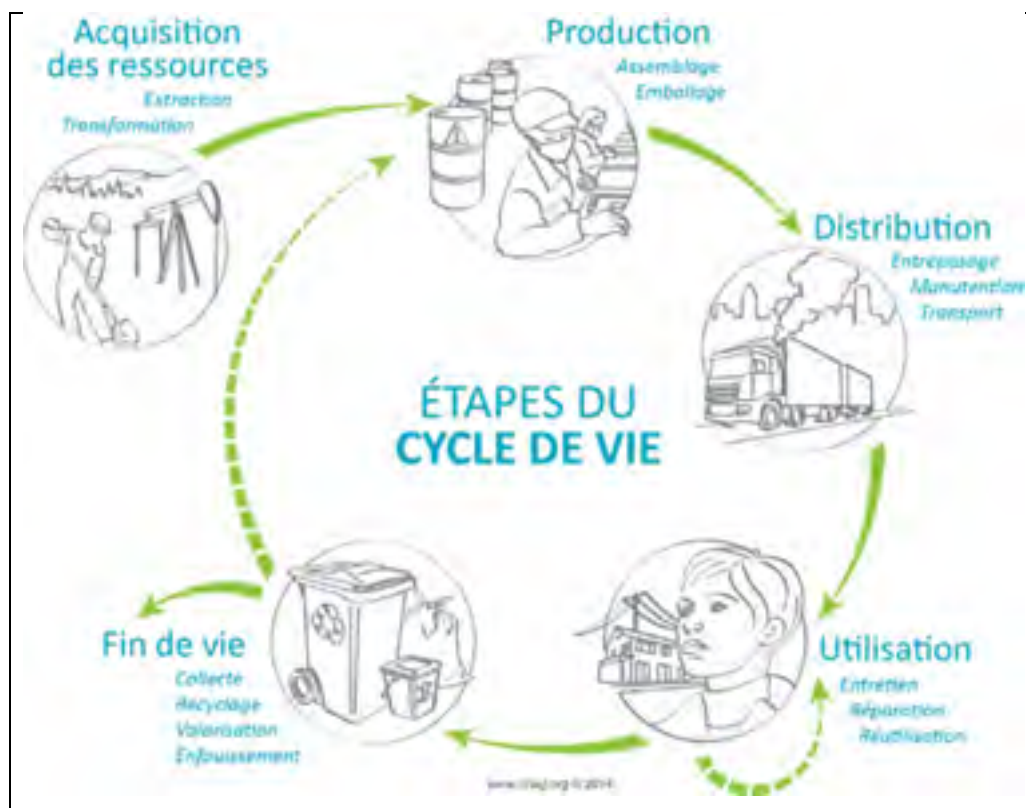 Acquisition
des ressources
Extraction
Transformation
Production
Assemblage
Emballage
Distribution
Entreposage
Manutention
Transport
ÉTAPES DU
CYCLE DE VIE
Utilisation
Entretien
Réparation
Réutilisation
Fin de vie
Collecte
Recyclage
Valorisation
Enfouissement